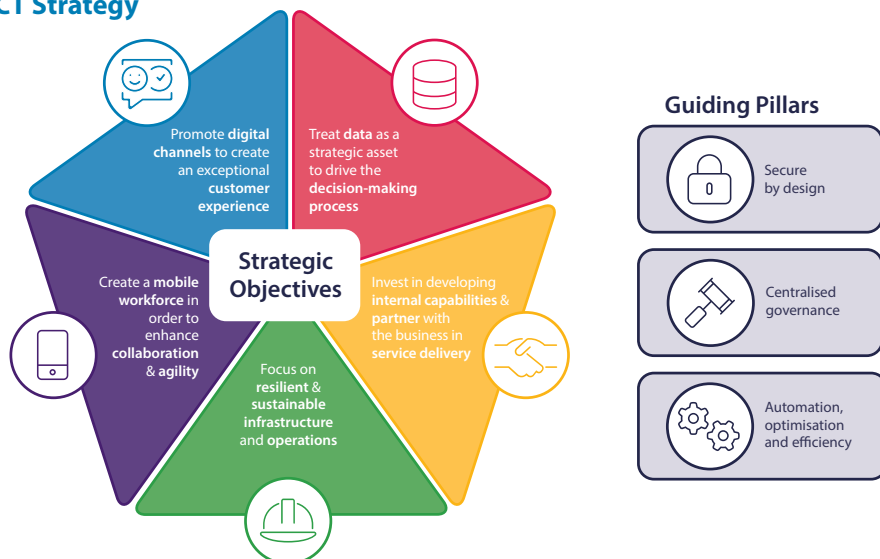 CT Strategy
Promote digital
channels to create
an exceptional
customer
experience
Treat data as a
strategic asset
to drive the
decision-making
process
Strategic
Objectives
Create a mobile
workforce in
order to
enhance
collaboration
& agility
Invest in developing
internal capabilities &
partner with
the business in
service delivery
Focus on
resilient &
sustainable
infrastructure
and operations
Guiding Pillars
Secure
by design
Centralised
governance
Automation,
optimisation
and efficiency